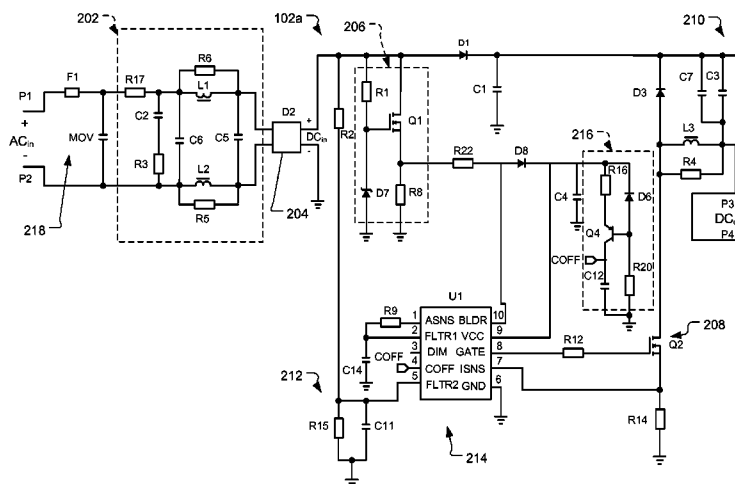 202
102a
206
210
R6
L1
F1
R17
P1
+
ACin
-
P2
MOV
C2
C6
C5
R3
L2
R5
218
D2
+
DCin
-
204
R2
R1
Q1
D7
R8
D1
C1
R22
D8
C4
216
R16
D6
Q4
COFF
C12
R20
D3
C7
C3
L3
R4
P3
DC
P4
U1
R9
1 ASNS BLDR 10
2 FLTR1 VCC 9
3 DIM GATE 8
4 COFF ISNS 7
5 FLTR2 GND 6
COFF
C14
R12
Q2
208
212
R15
C11
214
R14